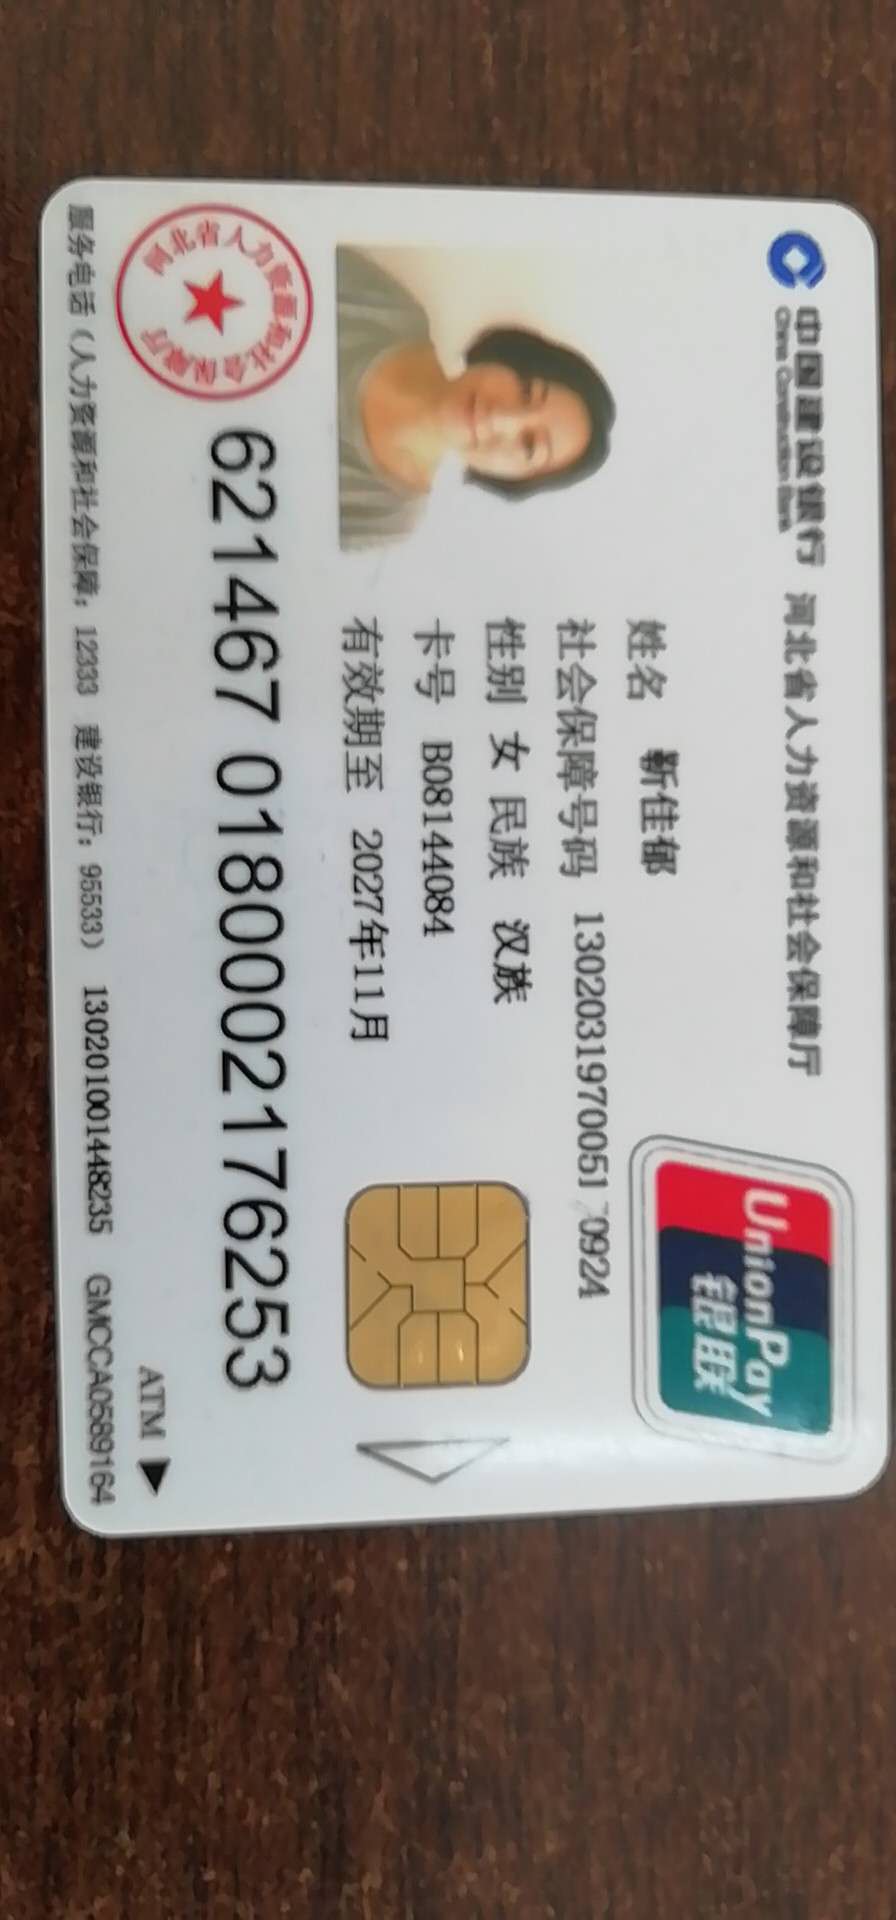 中国建设银行 河北省人力资源和社会保障厅
China Construction Bank
UnionPay
银联
姓名 靳佳郁
社会保障号码 1302031970051 0924
性别 女 民族 汉族
卡号 B08144084
有效期至 2027年11月
河北省人力资源和社会保障厅
621467 0180002176253
ATM
服务电话（人力资源和社会保障：12333 建设银行：95533） 130201001448235 GMCCA0589164